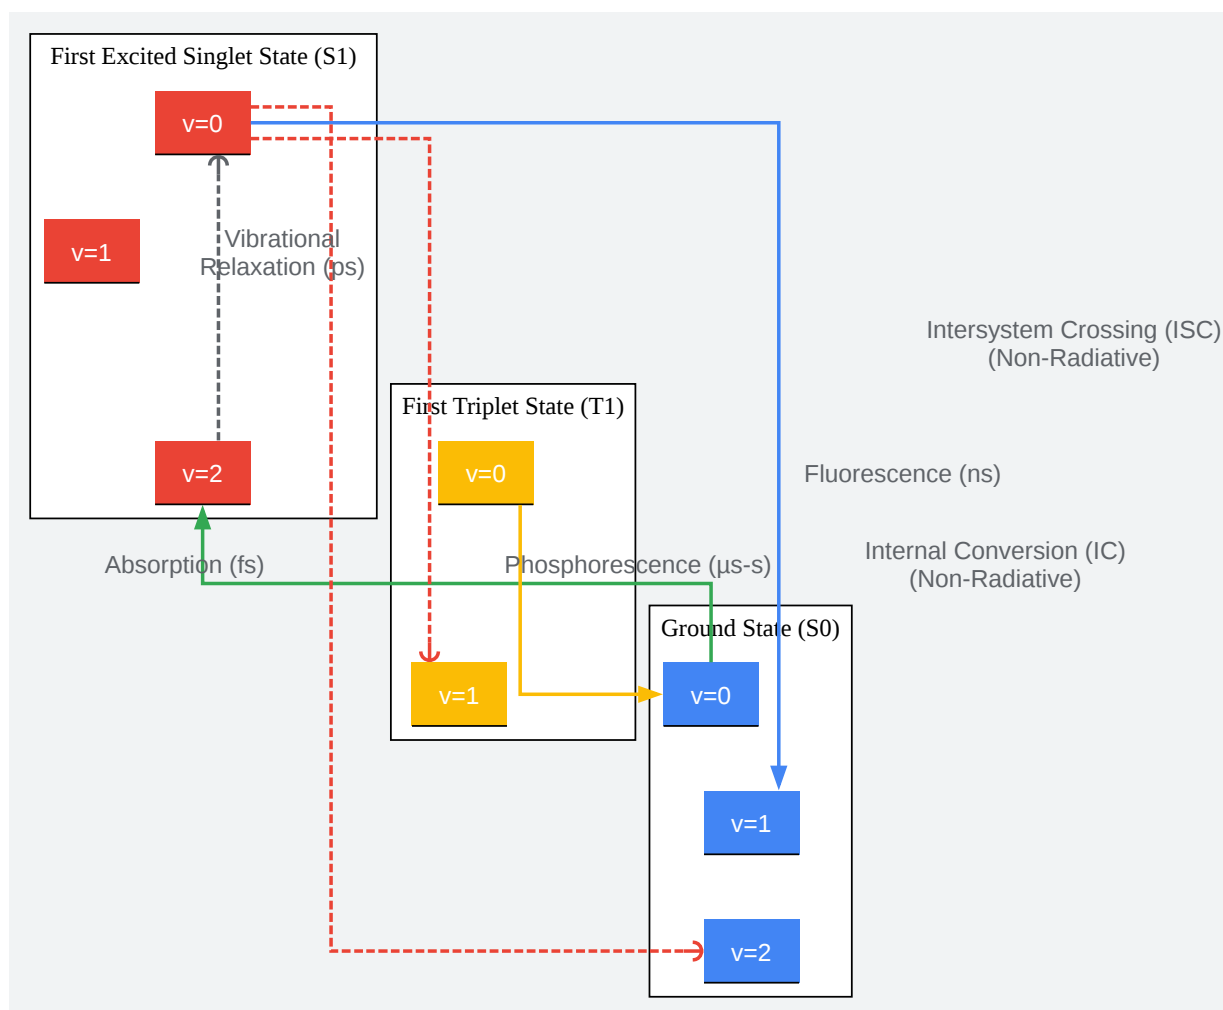 First Excited Singlet State (S1)
v=0
v=1
Vibrational
Relaxation (ps)
v=2
Absorption (fs)
First Triplet State (T1)
v=0
Phosphorescence (µs-s)
v=1
Intersystem Crossing (ISC)
(Non-Radiative)
Fluorescence (ns)
Internal Conversion (IC)
(Non-Radiative)
Ground State (S0)
v=0
v=1
v=2